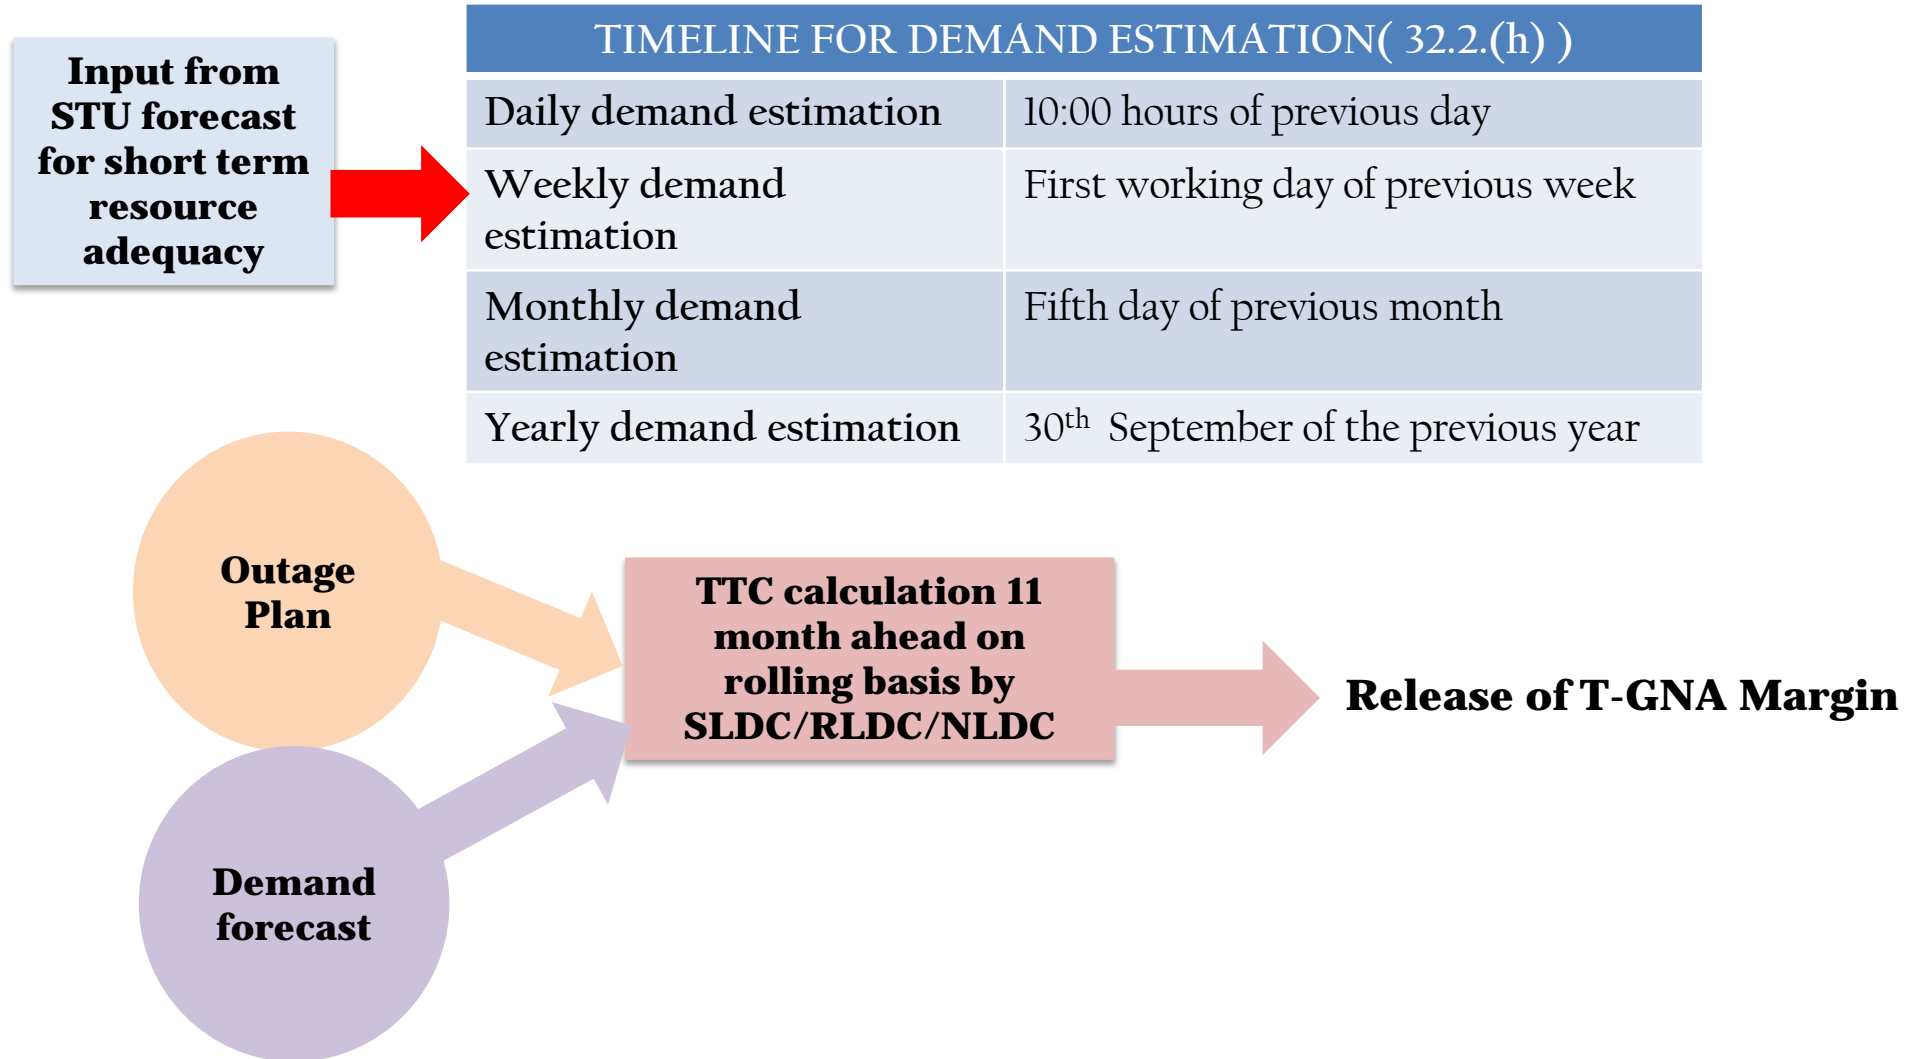 TIMELINE FOR DEMAND ESTIMATION( 32.2.(h) )
Input from
STU forecast
for short term
resource
adequacy
Daily demand estimation
10:00 hours of previous day
Weekly demand
estimation
First working day of previous week
Monthly demand
estimation
Fifth day of previous month
Yearly demand estimation
30th September of the previous year
Outage
Plan
Demand
forecast
TTC calculation 11
month ahead on
rolling basis by
SLDC/RLDC/NLDC
Release of T-GNA Margin